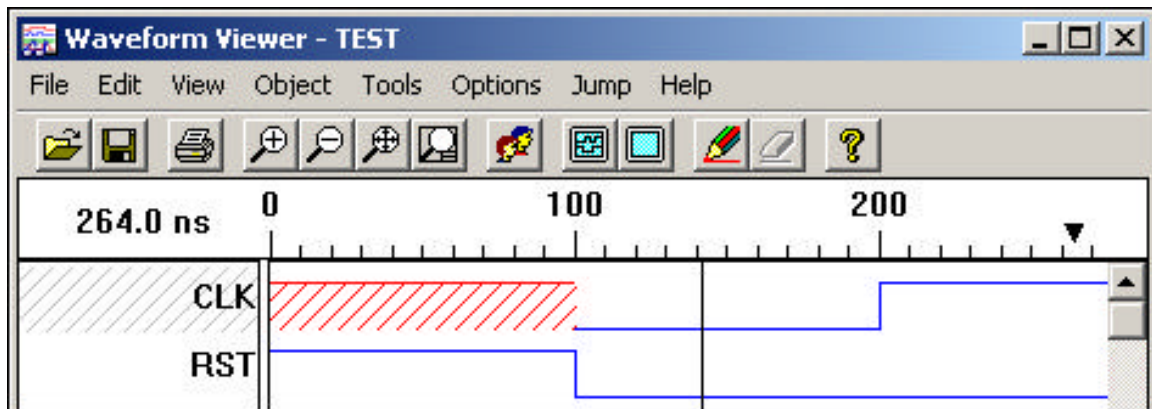 Waveform Viewer - TEST
File Edit View Object Tools Options Jump Help
264.0 ns 0 100 200
CLK
RST